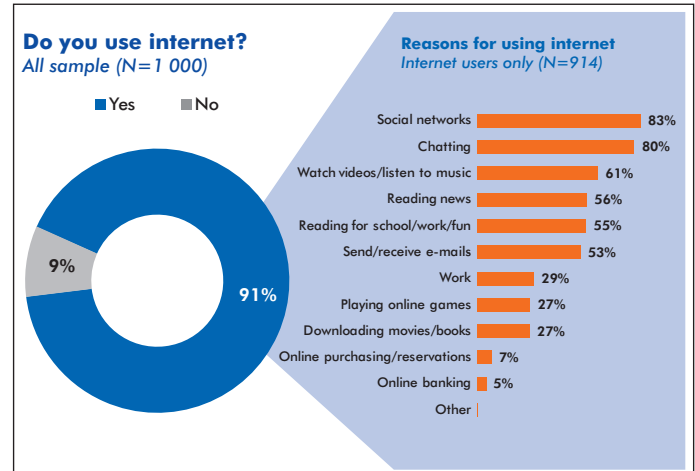 Do you use internet?
All sample (N=1 000)
Yes No
9%
91%
Reasons for using internet
Internet users only (N=914)
Social networks 83%
Chatting 80%
Watch videos/listen to music 61%
Reading news 56%
Reading for school/work/fun 55%
Send/receive e-mails 53%
Work 29%
Playing online games 27%
Downloading movies/books 27%
Online purchasing/reservations 7%
Online banking 5%
Other